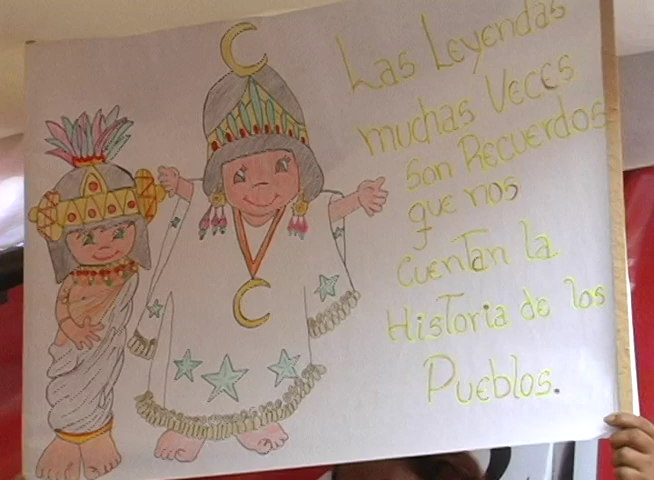 Las Leyendas
muchas Veces
Son Recuerdos
que nos
cuentan la
Historia de los
Pueblos.